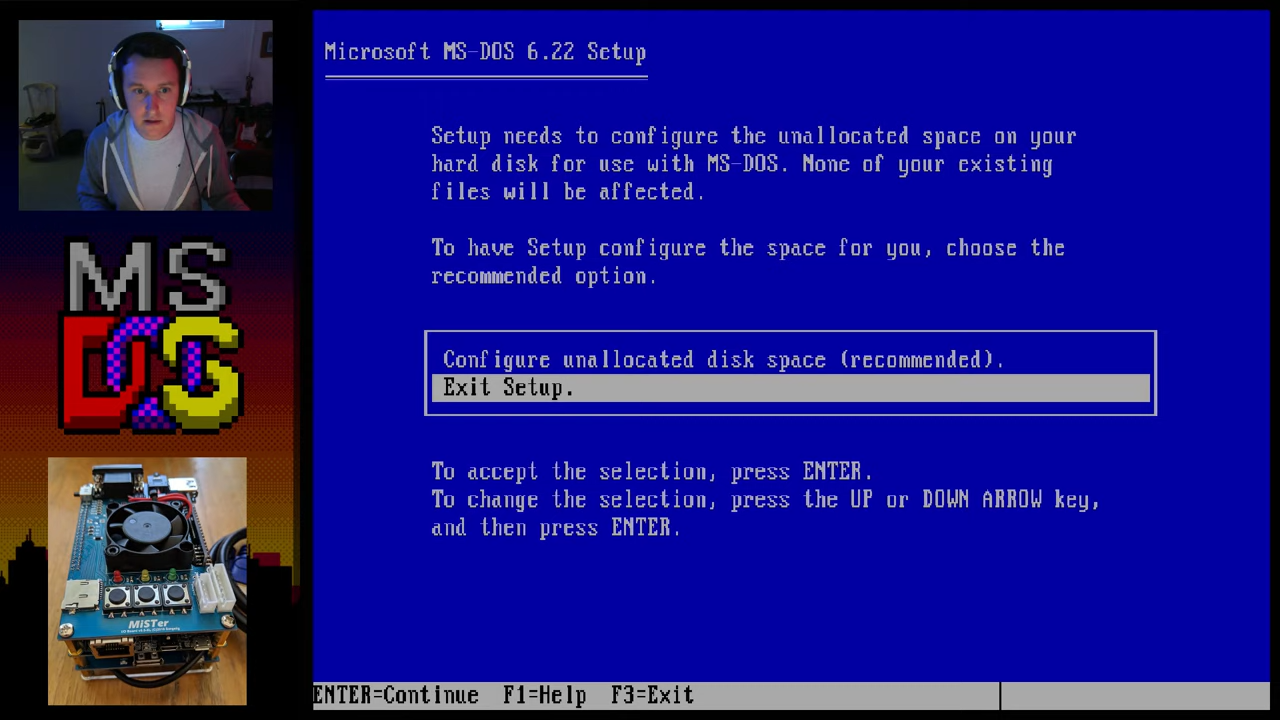 Microsoft MS-DOS 6.22 Setup
Setup needs to configure the unallocated space on your
hard disk for use with MS-DOS. None of your existing
files will be affected.
To have Setup configure the space for you, choose the
recommended option.
Configure unallocated disk space (recommended).
Exit Setup.
To accept the selection, press ENTER.
To change the selection, press the UP or DOWN ARROW key,
and then press ENTER.
ENTER=Continue F1=Help F3=Exit
MS
DOS
MiSTer